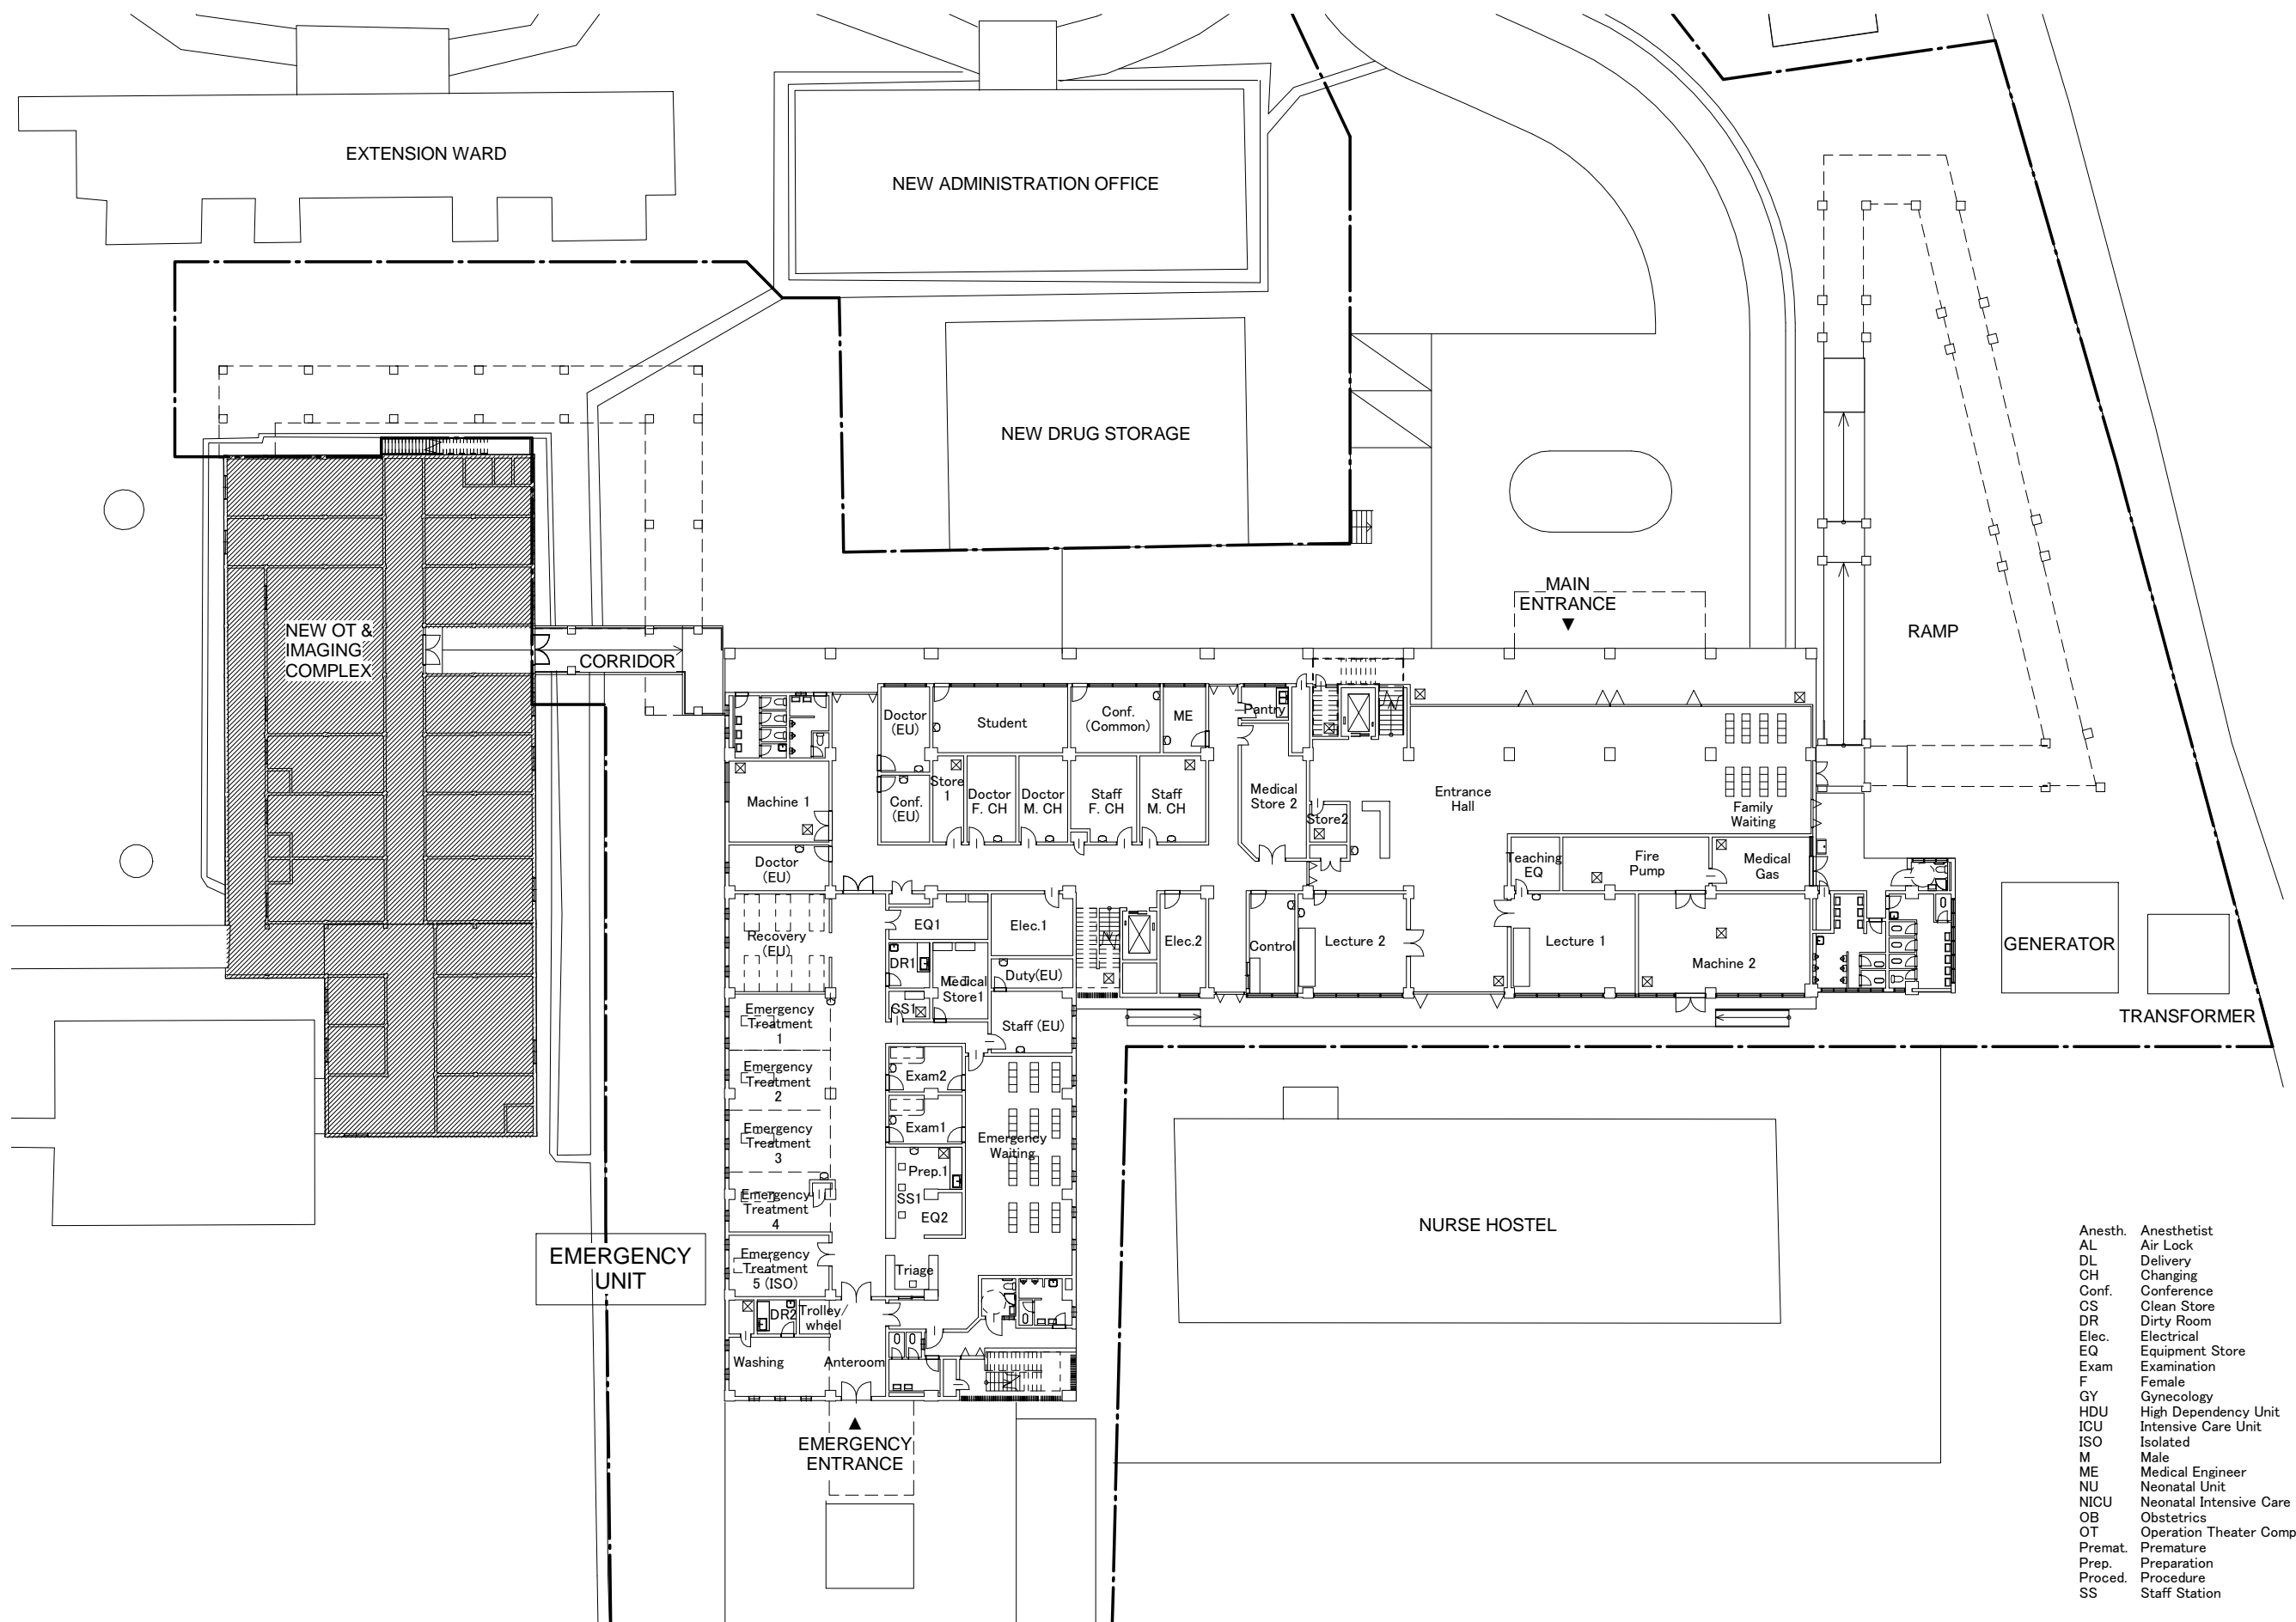 EXTENSION WARD
NEW ADMINISTRATION OFFICE
NEW DRUG STORAGE
MAIN
ENTRANCE
RAMP
NEW OT &
IMAGING
COMPLEX
CORRIDOR
Doctor
(EU)
Student
Conf.
(Common)
ME
Pantry
Machine 1
Conf.
(EU)
Store
1
Doctor
F. CH
Doctor
M. CH
Staff
F. CH
Staff
M. CH
Medical
Store 2
Store2
Entrance
Hall
Family
Waiting
Doctor
(EU)
Teaching
EQ
Fire
Pump
Medical
Gas
Recovery
(EU)
EQ1
Elec.1
Elec.2
Control
Lecture 2
Lecture 1
Machine 2
GENERATOR
TRANSFORMER
DR1
Medical
Store1
Duty(EU)
CS1
Staff (EU)
Emergency
Treatment
1
Emergency
Treatment
2
Exam2
Emergency
Treatment
3
Exam1
Emergency
Waiting
Prep.1
SS1
EQ2
Emergency
Treatment
4
Emergency
Treatment
5 (ISO)
Triage
EMERGENCY
UNIT
DR2
Trolley/
wheel
Washing
Anteroom
EMERGENCY
ENTRANCE
NURSE HOSTEL
Anesth. Anesthetist
AL Air Lock
DL Delivery
CH Changing
Conf. Conference
CS Clean Store
DR Dirty Room
Elec. Electrical
EQ Equipment Store
Exam Examination
F Female
GY Gynecology
HDU High Dependency Unit
ICU Intensive Care Unit
ISO Isolated
M Male
ME Medical Engineer
NU Neonatal Unit
NICU Neonatal Intensive Care
OB Obstetrics
OT Operation Theater Comp
Premat. Premature
Prep. Preparation
Proced. Procedure
SS Staff Station